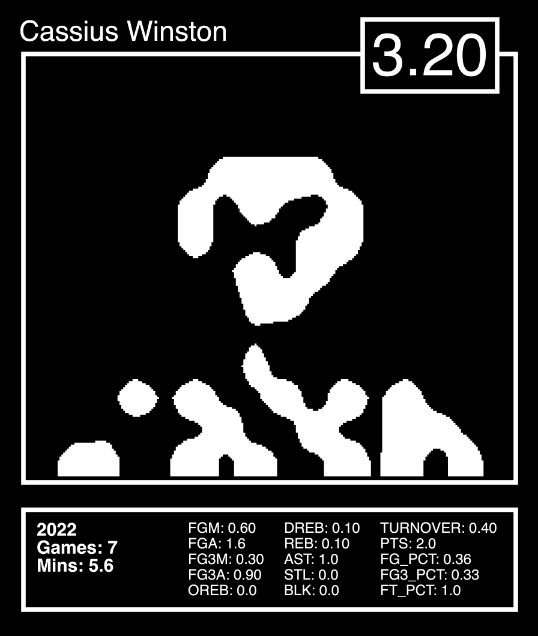 Cassius Winston
3.20
2022
Games: 7
Mins: 5.6
FGM: 0.60
FGA: 1.6
FG3M: 0.30
FG3A: 0.90
OREB: 0.0
DREB: 0.10
REB: 0.10
AST: 1.0
STL: 0.0
BLK: 0.0
TURNOVER: 0.40
PTS: 2.0
FG_PCT: 0.36
FG3_PCT: 0.33
FT_PCT: 1.0